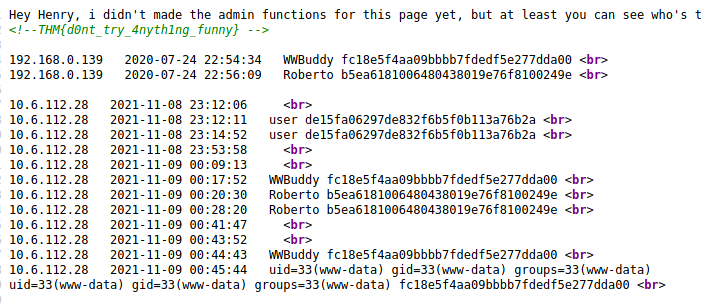 Hey Henry, i didn't made the admin functions for this page yet, but at least you can see who's t
<!--THM{d0nt_try_4nyth1ng_funny} -->
192.168.0.139 2020-07-24 22:54:34 WWBuddy fc18e5f4aa09bbbb7fdedf5e277dda00 <br>
192.168.0.139 2020-07-24 22:56:09 Roberto b5ea6181006480438019e76f8100249e <br>
10.6.112.28 2021-11-08 23:12:06 <br>
10.6.112.28 2021-11-08 23:12:11 user de15fa06297de832f6b5f0b113a76b2a <br>
10.6.112.28 2021-11-08 23:14:52 user de15fa06297de832f6b5f0b113a76b2a <br>
10.6.112.28 2021-11-08 23:53:58 <br>
10.6.112.28 2021-11-09 00:09:13 <br>
10.6.112.28 2021-11-09 00:17:52 WWBuddy fc18e5f4aa09bbbb7fdedf5e277dda00 <br>
10.6.112.28 2021-11-09 00:20:30 Roberto b5ea6181006480438019e76f8100249e <br>
10.6.112.28 2021-11-09 00:28:20 Roberto b5ea6181006480438019e76f8100249e <br>
10.6.112.28 2021-11-09 00:41:47 <br>
10.6.112.28 2021-11-09 00:43:52 <br>
10.6.112.28 2021-11-09 00:44:43 WWBuddy fc18e5f4aa09bbbb7fdedf5e277dda00 <br>
10.6.112.28 2021-11-09 00:45:44 uid=33(www-data) gid=33(www-data) groups=33(www-data)
uid=33(www-data) gid=33(www-data) groups=33(www-data) fc18e5f4aa09bbbb7fdedf5e277dda00 <br>